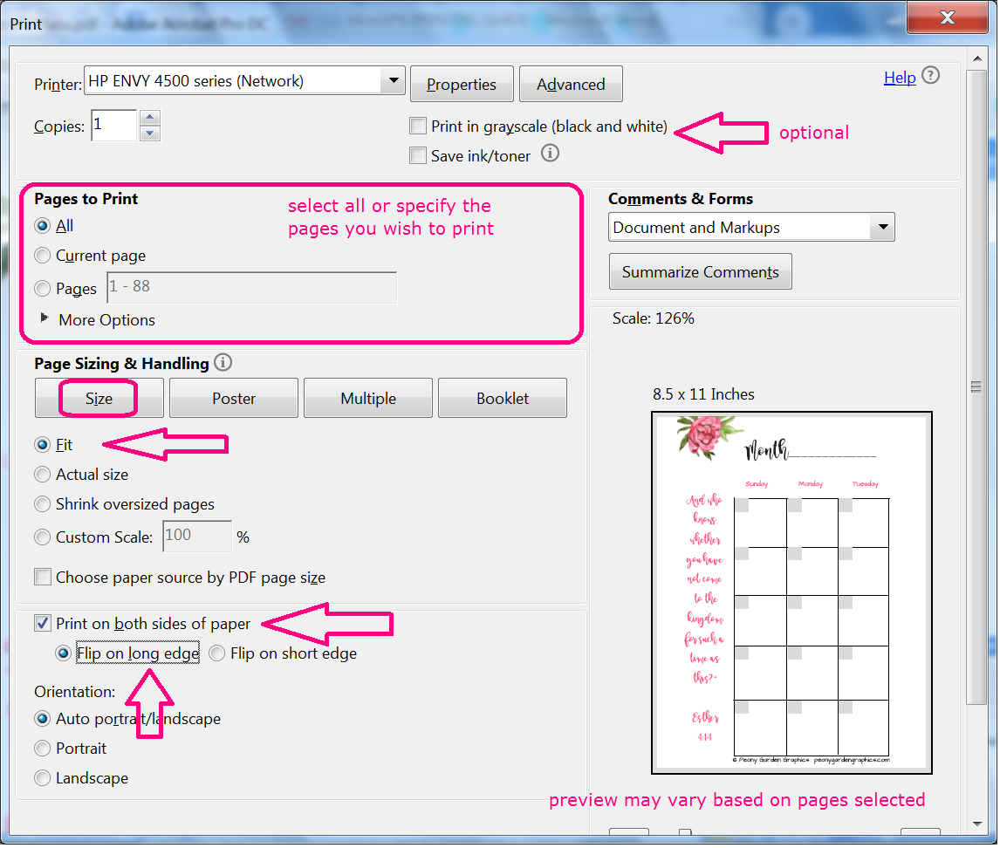 Print
Printer: HP ENVY 4500 series (Network) Properties Advanced Help ?
Copies: 1
Print in grayscale (black and white) optional
Save ink/toner
Pages to Print
select all or specify the
pages you wish to print
All
Current page
Pages 1 - 88
More Options
Comments & Forms
Document and Markups
Summarize Comments
Page Sizing & Handling
Size Poster Multiple Booklet
Fit
Actual size
Shrink oversized pages
Custom Scale: 100 %
Choose paper source by PDF page size
Print on both sides of paper
Flip on long edge Flip on short edge
Orientation:
Auto portrait/landscape
Portrait
Landscape
Scale: 126%
8.5 x 11 Inches
Month____________
Sunday Monday Tuesday
And who
knows
whether
you have
not come
to the
kingdom
for such a
time as
this?"
Esther
4:14
© Peony Garden Graphics peonygardengraphics.com
preview may vary based on pages selected